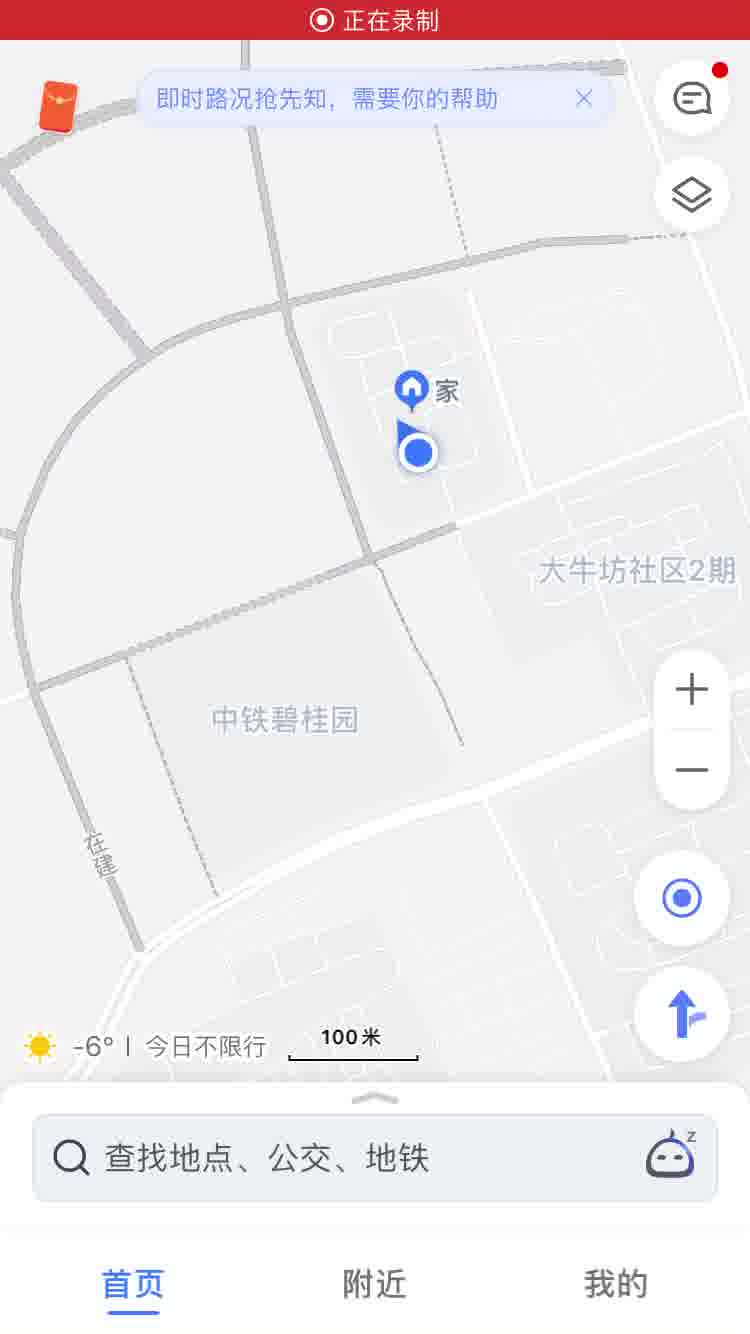 正在录制
即时路况抢先知，需要你的帮助
家
大牛坊社区2期
中铁碧桂园
在建
-6° | 今日不限行
100米
查找地点、公交、地铁
z
首页
附近
我的